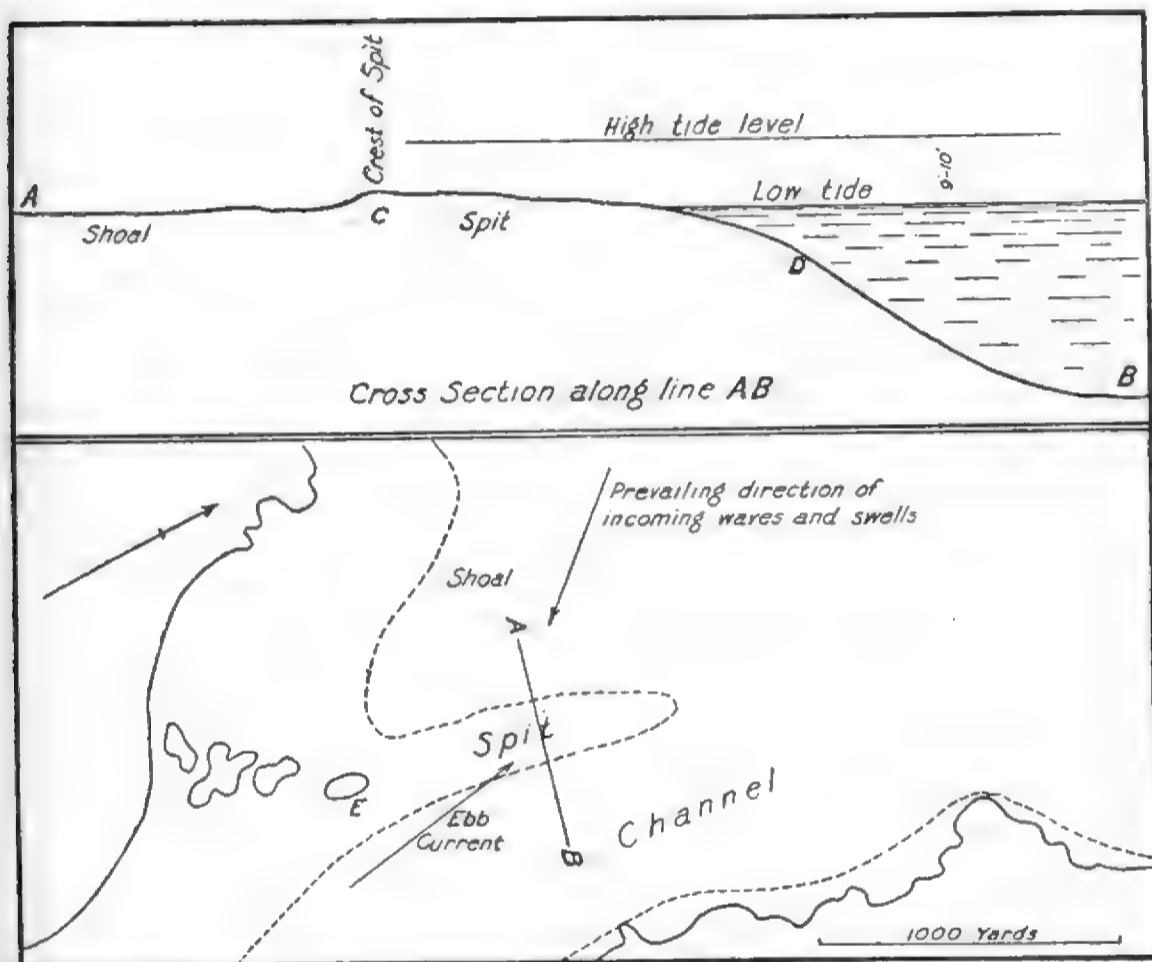 Crest of Spit
High tide level
9'-10'
A
Low tide
C
Shoal
Spit
D
B
Cross Section along line AB
Prevailing direction of
incoming waves and swells
Shoal
A
Spit
E
Ebb
Current
Channel
B
1000 Yards